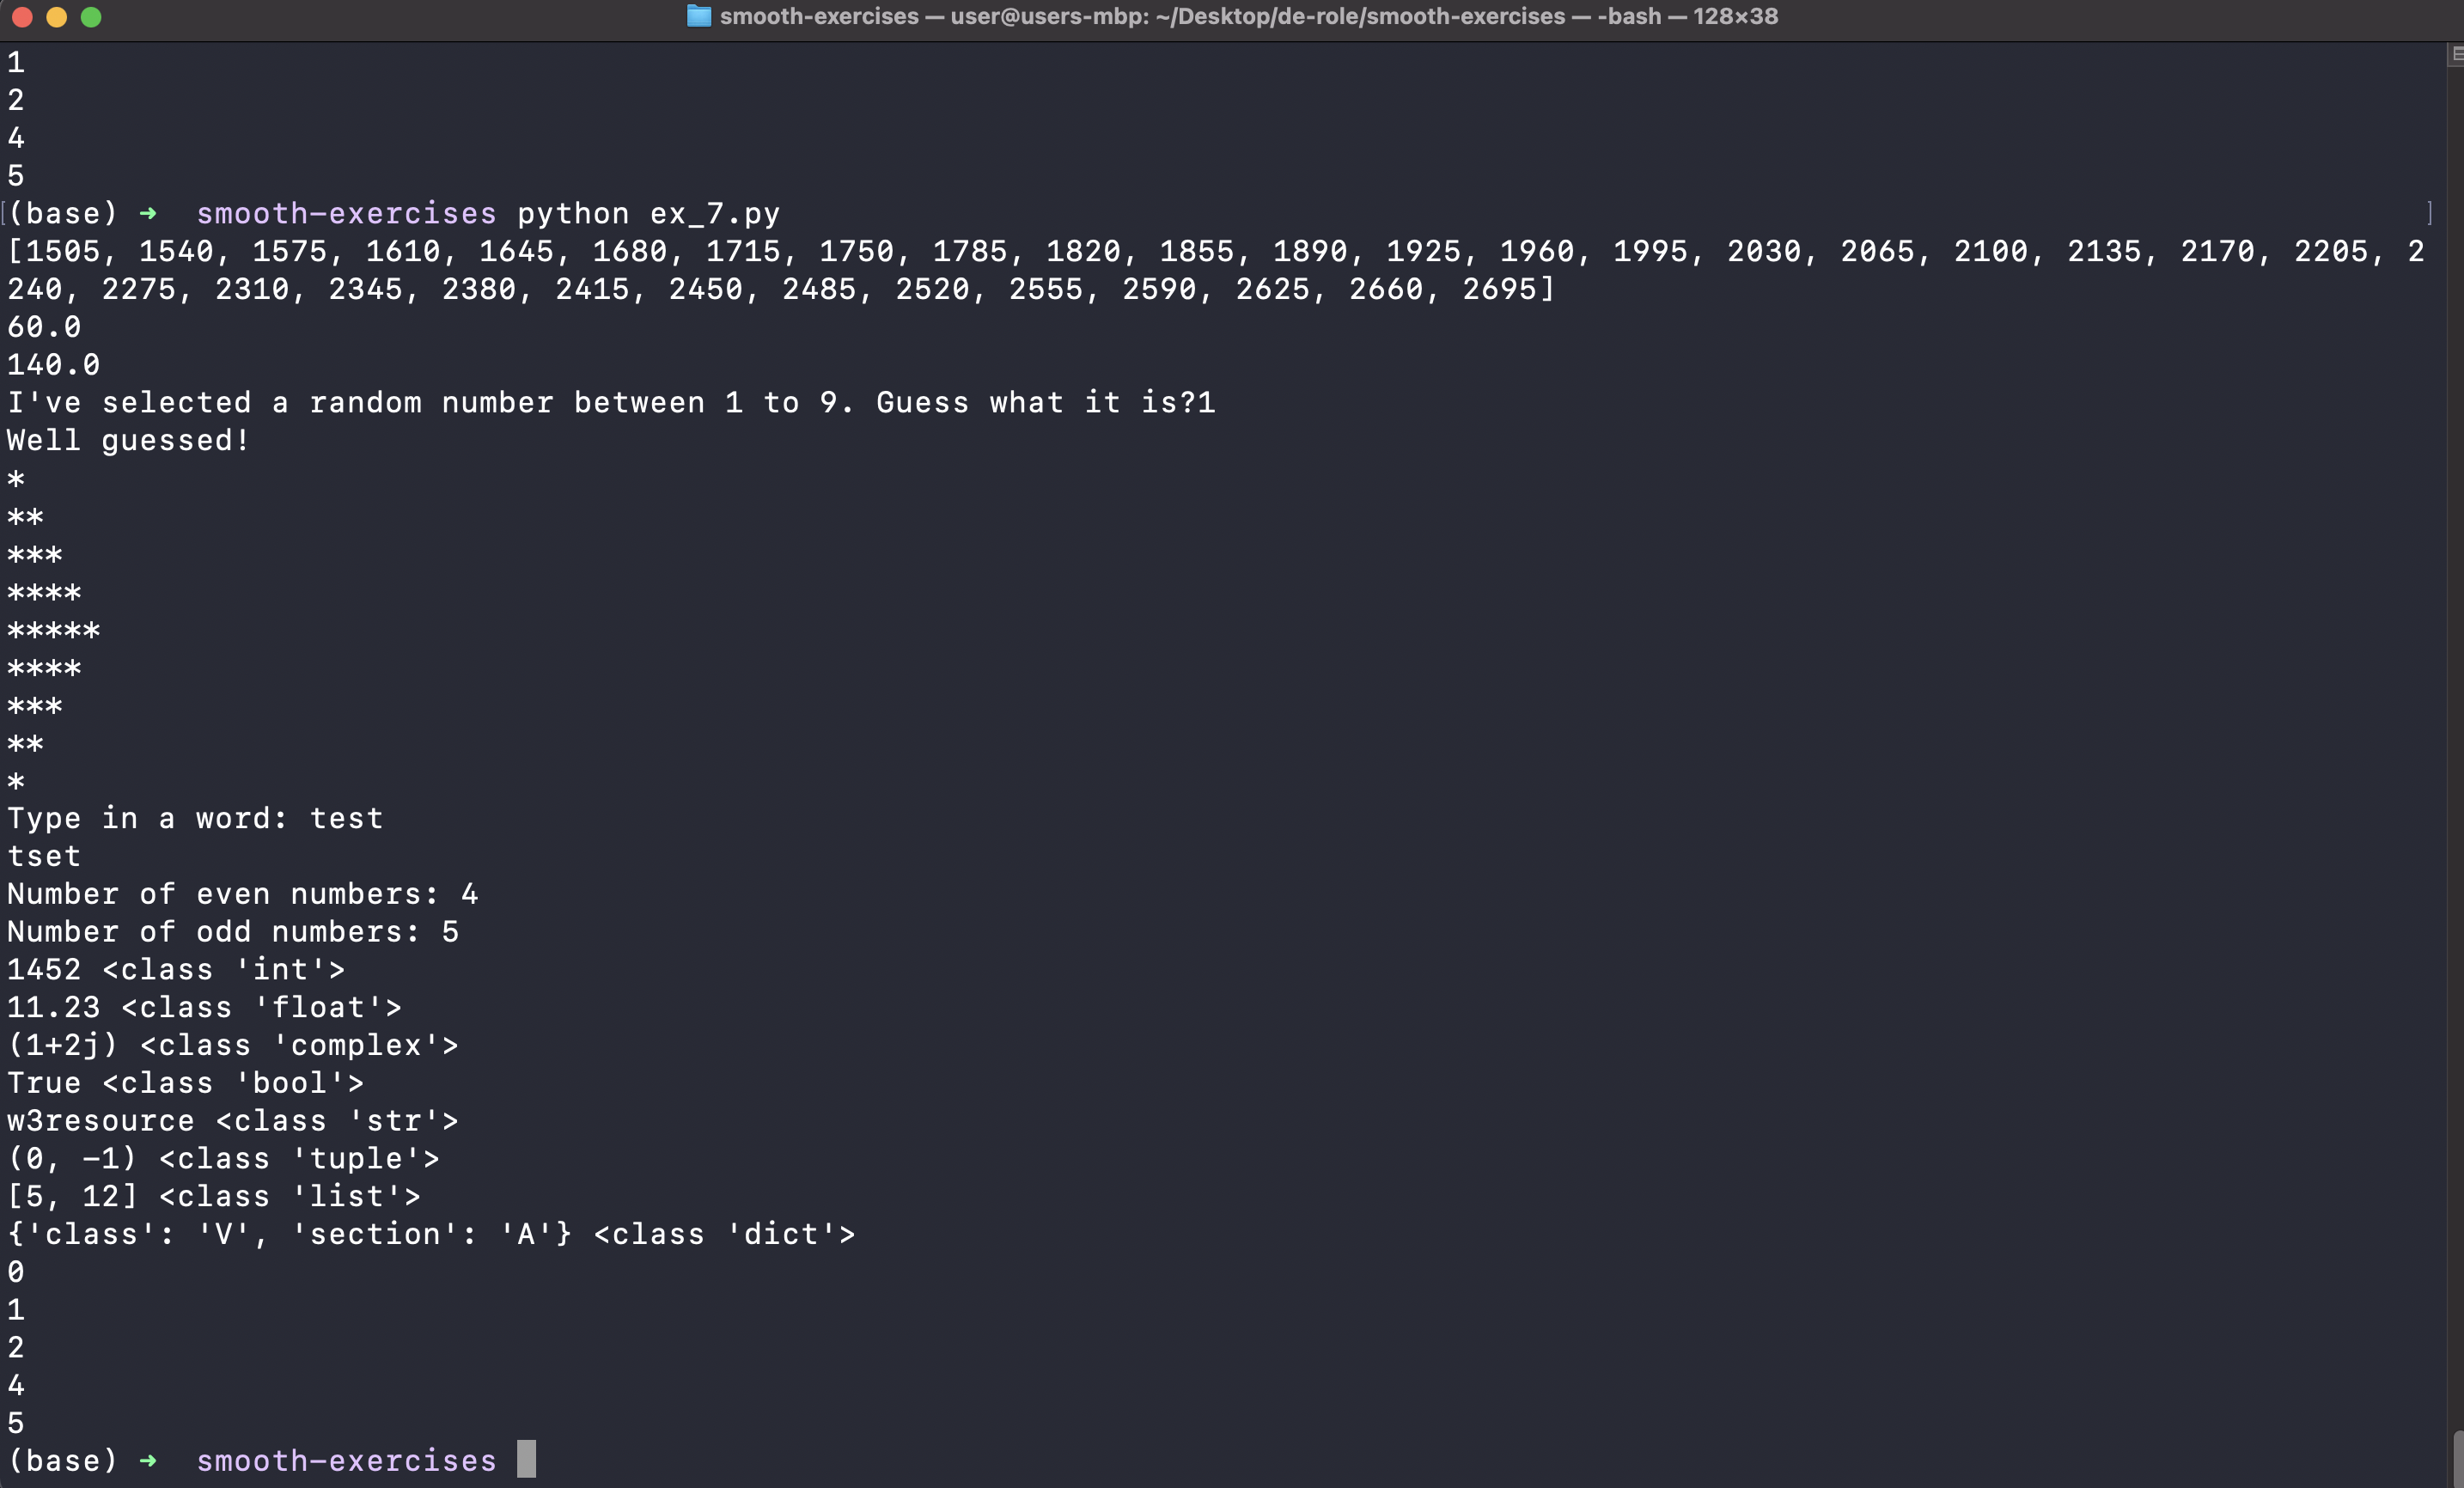 smooth-exercises — user@users-mbp: ~/Desktop/de-role/smooth-exercises — -bash — 128×38
1
2
4
5
[(base) ➜  smooth-exercises python ex_7.py ]
[1505, 1540, 1575, 1610, 1645, 1680, 1715, 1750, 1785, 1820, 1855, 1890, 1925, 1960, 1995, 2030, 2065, 2100, 2135, 2170, 2205, 2
240, 2275, 2310, 2345, 2380, 2415, 2450, 2485, 2520, 2555, 2590, 2625, 2660, 2695]
60.0
140.0
I've selected a random number between 1 to 9. Guess what it is?1
Well guessed!
*
**
***
****
*****
****
***
**
*
Type in a word: test
tset
Number of even numbers: 4
Number of odd numbers: 5
1452 <class 'int'>
11.23 <class 'float'>
(1+2j) <class 'complex'>
True <class 'bool'>
w3resource <class 'str'>
(0, -1) <class 'tuple'>
[5, 12] <class 'list'>
{'class': 'V', 'section': 'A'} <class 'dict'>
0
1
2
4
5
(base) ➜  smooth-exercises